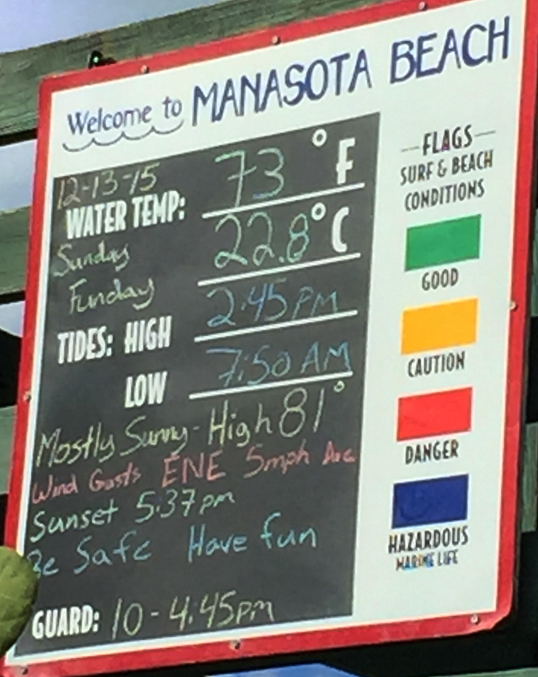 Welcome to MANASOTA BEACH
12-13-15
73 °F
WATER TEMP:
22.8° C
Sunday
Funday
TIDES: HIGH 2:45 PM
LOW 7:50 AM
Mostly Sunny - High 81°
Wind Gusts ENE 5mph
Sunset 5:37pm
Be Safe Have fun
GUARD: 10 - 4:45pm
FLAGS
SURF & BEACH
CONDITIONS
GOOD
CAUTION
DANGER
HAZARDOUS
MARINE LIFE